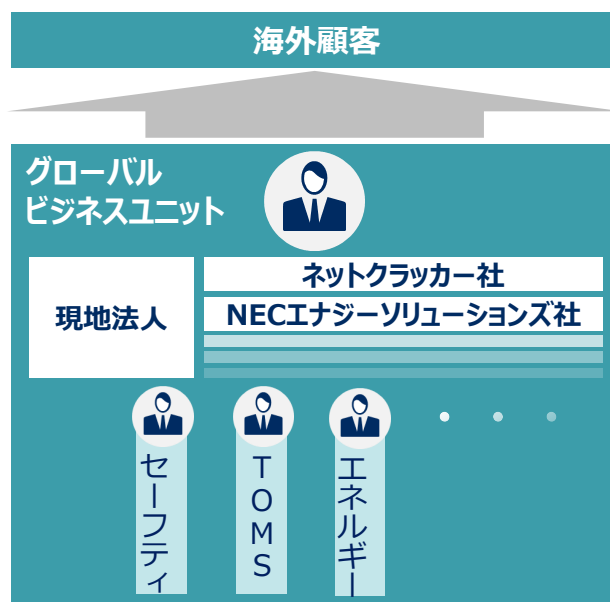 海外顧客
グローバル
ビジネスユニット
現地法人
ネットクラッカー社
NECエナジーソリューションズ社
セーフティ
TOMS
エネルギー